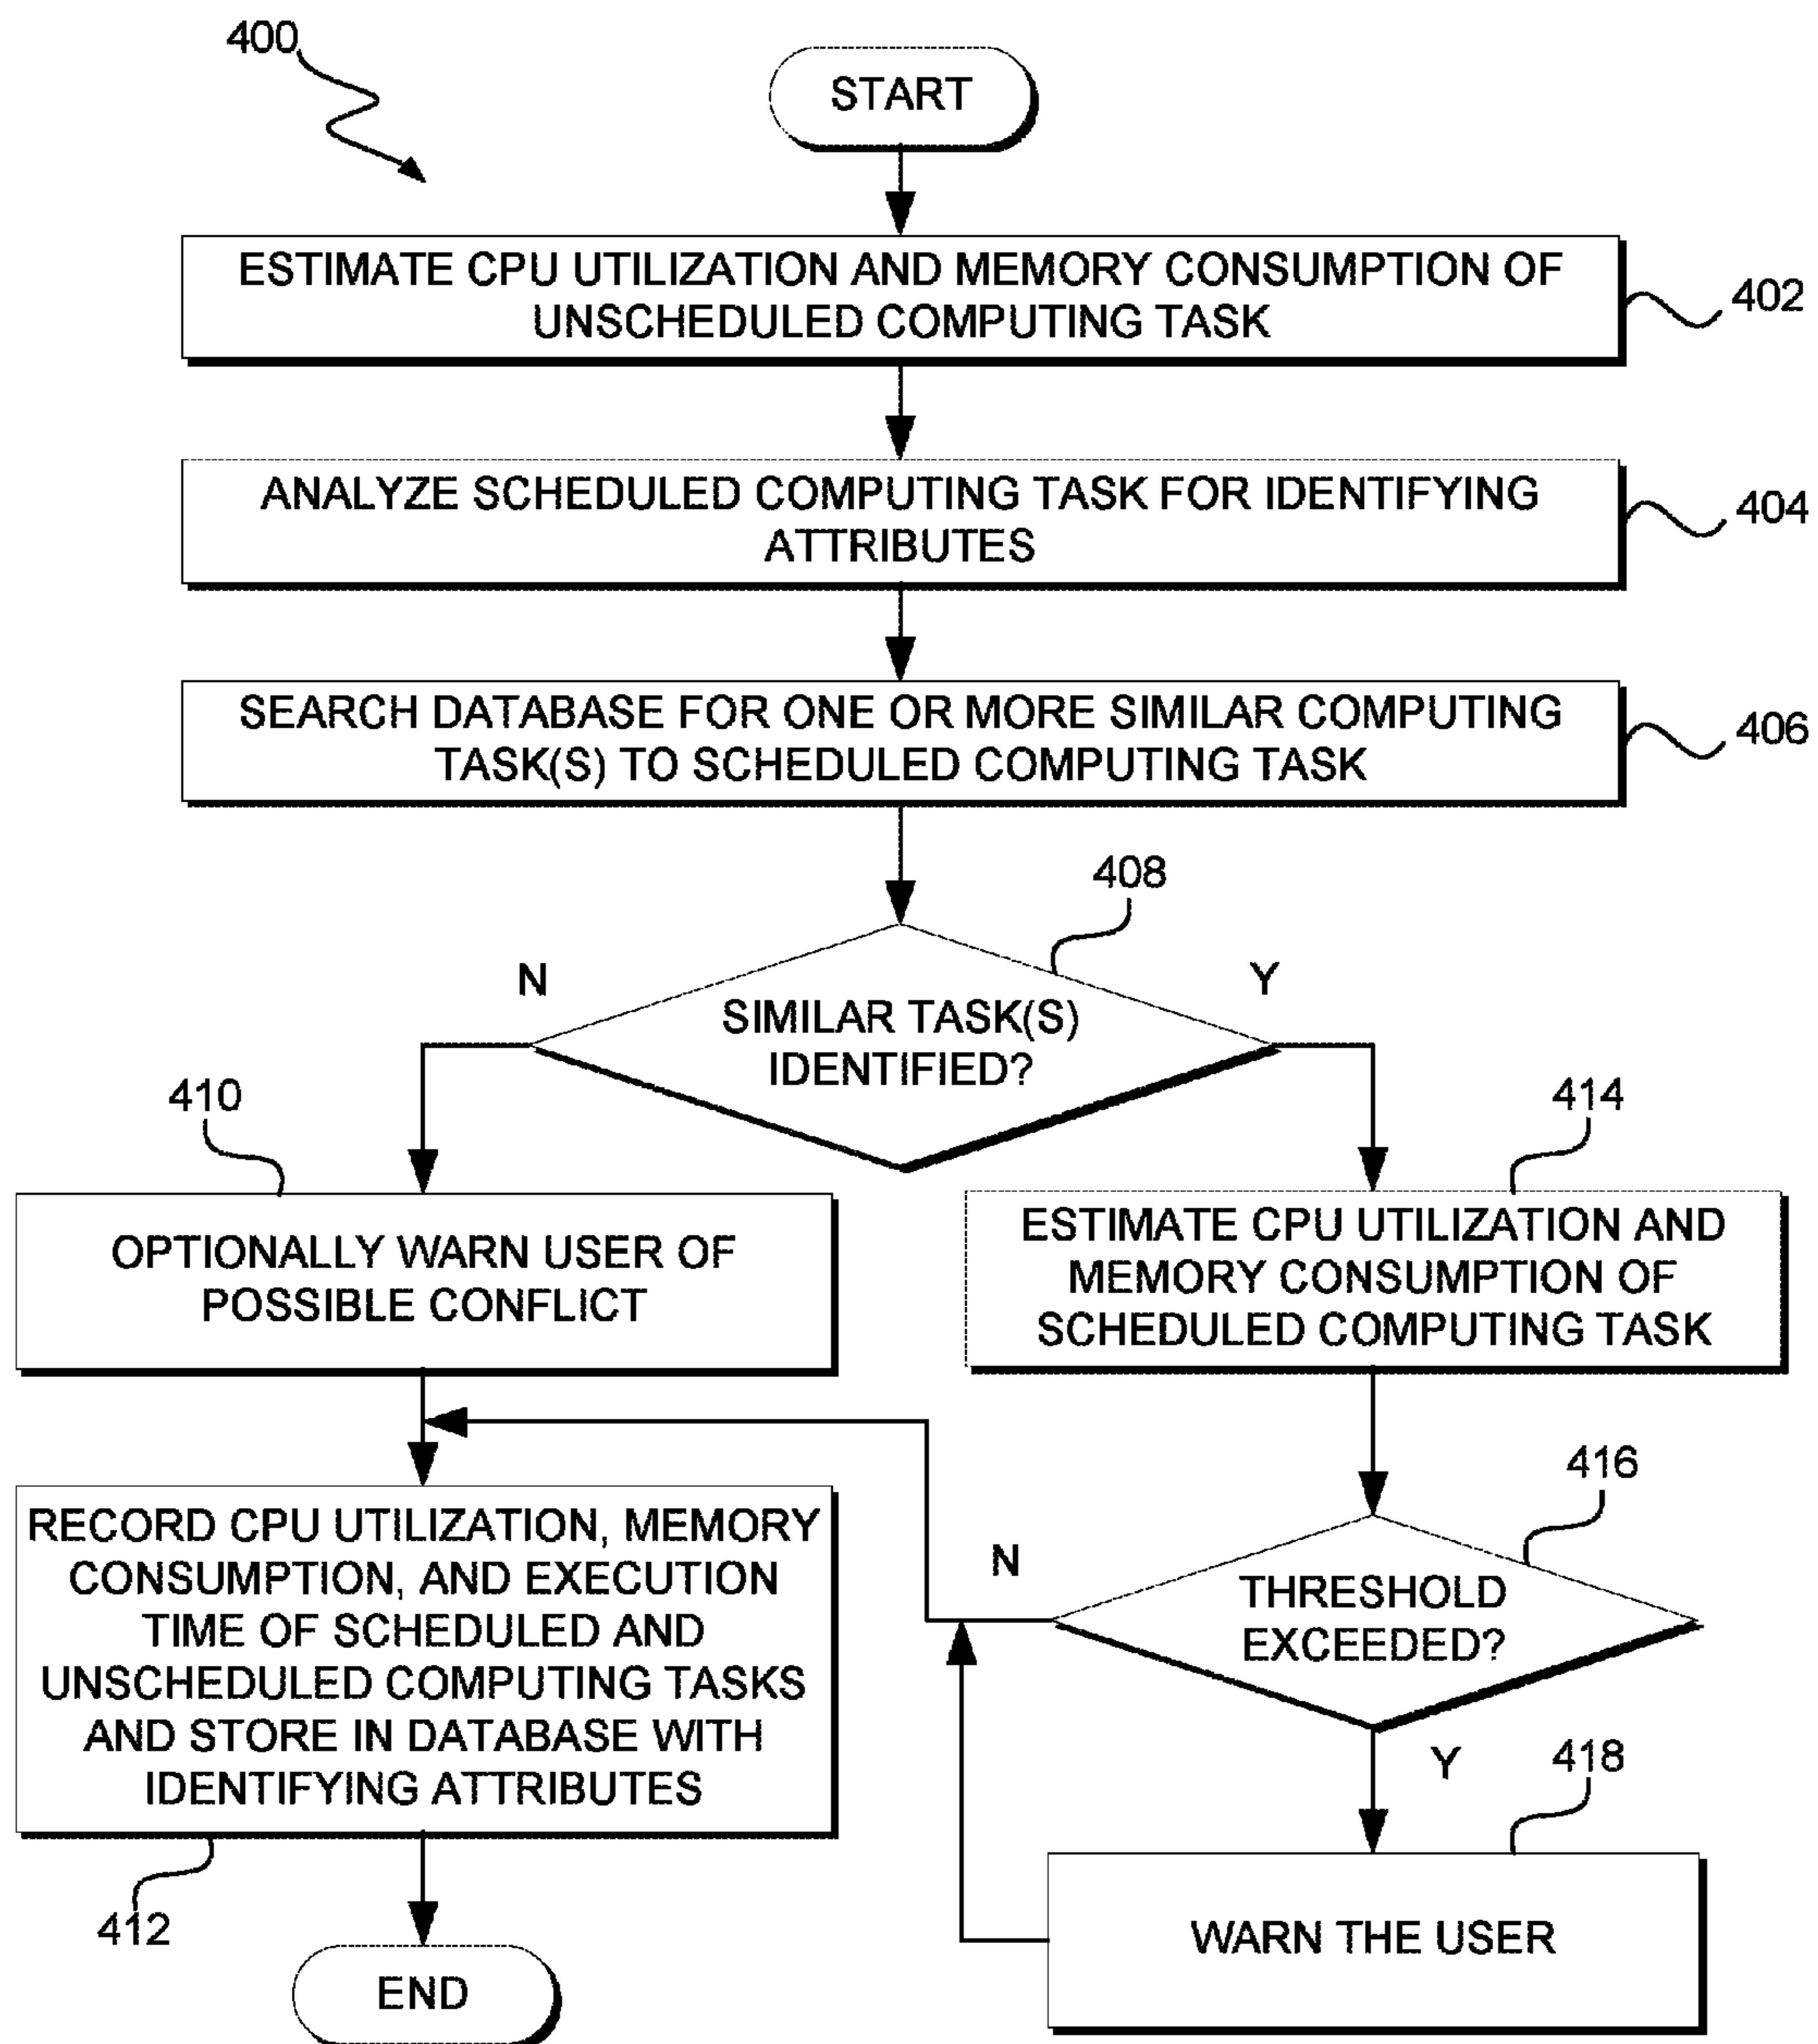 400
START
ESTIMATE CPU UTILIZATION AND MEMORY CONSUMPTION OF
UNSCHEDULED COMPUTING TASK
402
ANALYZE SCHEDULED COMPUTING TASK FOR IDENTIFYING
ATTRIBUTES
404
SEARCH DATABASE FOR ONE OR MORE SIMILAR COMPUTING
TASK(S) TO SCHEDULED COMPUTING TASK
406
408
N
Y
SIMILAR TASK(S)
IDENTIFIED?
410
OPTIONALLY WARN USER OF
POSSIBLE CONFLICT
414
ESTIMATE CPU UTILIZATION AND
MEMORY CONSUMPTION OF
SCHEDULED COMPUTING TASK
416
N
THRESHOLD
EXCEEDED?
Y
RECORD CPU UTILIZATION, MEMORY
CONSUMPTION, AND EXECUTION
TIME OF SCHEDULED AND
UNSCHEDULED COMPUTING TASKS
AND STORE IN DATABASE WITH
IDENTIFYING ATTRIBUTES
412
418
WARN THE USER
END